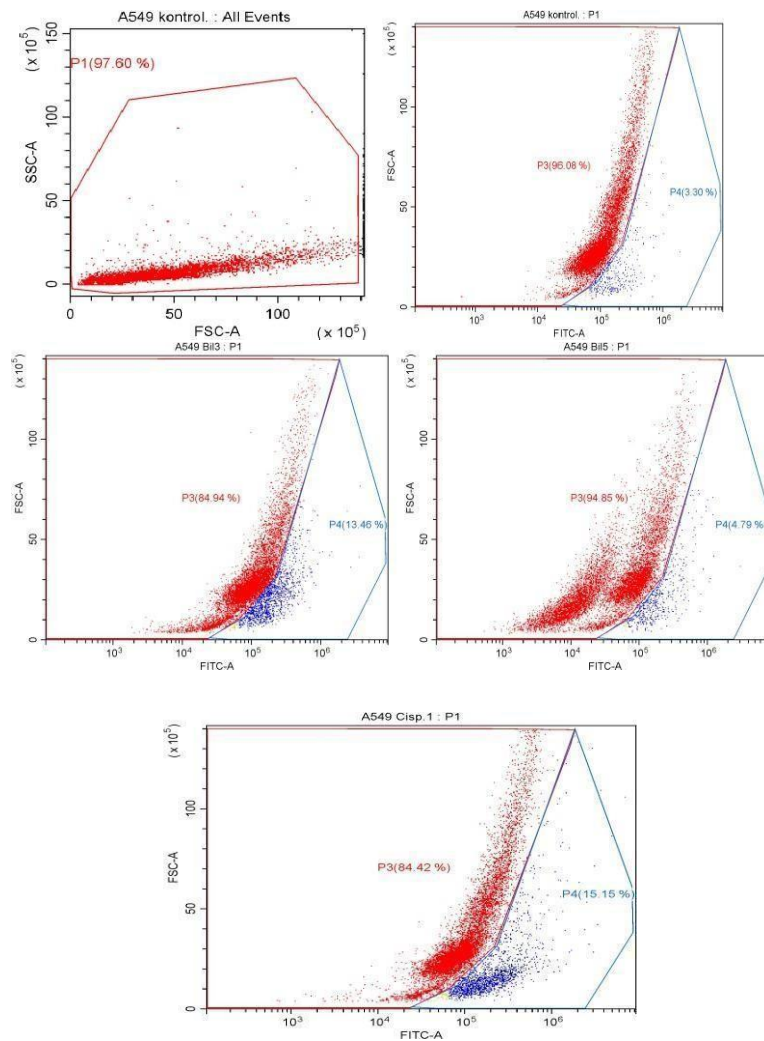 A549 kontrol. : All Events
(x 10⁵)
150
100
50
0
SSC-A
P1(97.60 %)
0 50 100
FSC-A (x 10⁵)
A549 kontrol. : P1
(x 10⁵)
100
50
0
FSC-A
P3(96.08 %)
P4(3.30 %)
10³ 10⁴ 10⁵ 10⁶
FITC-A
A549 Bil3 : P1
(x 10⁵)
100
50
0
FSC-A
P3(84.94 %)
P4(13.46 %)
10³ 10⁴ 10⁵ 10⁶
FITC-A
A549 Bil5 : P1
(x 10⁵)
100
50
0
FSC-A
P3(94.85 %)
P4(4.79 %)
10³ 10⁴ 10⁵ 10⁶
FITC-A
A549 Cisp.1 : P1
(x 10⁵)
100
50
0
FSC-A
P3(84.42 %)
P4(15.15 %)
10³ 10⁴ 10⁵ 10⁶
FITC-A